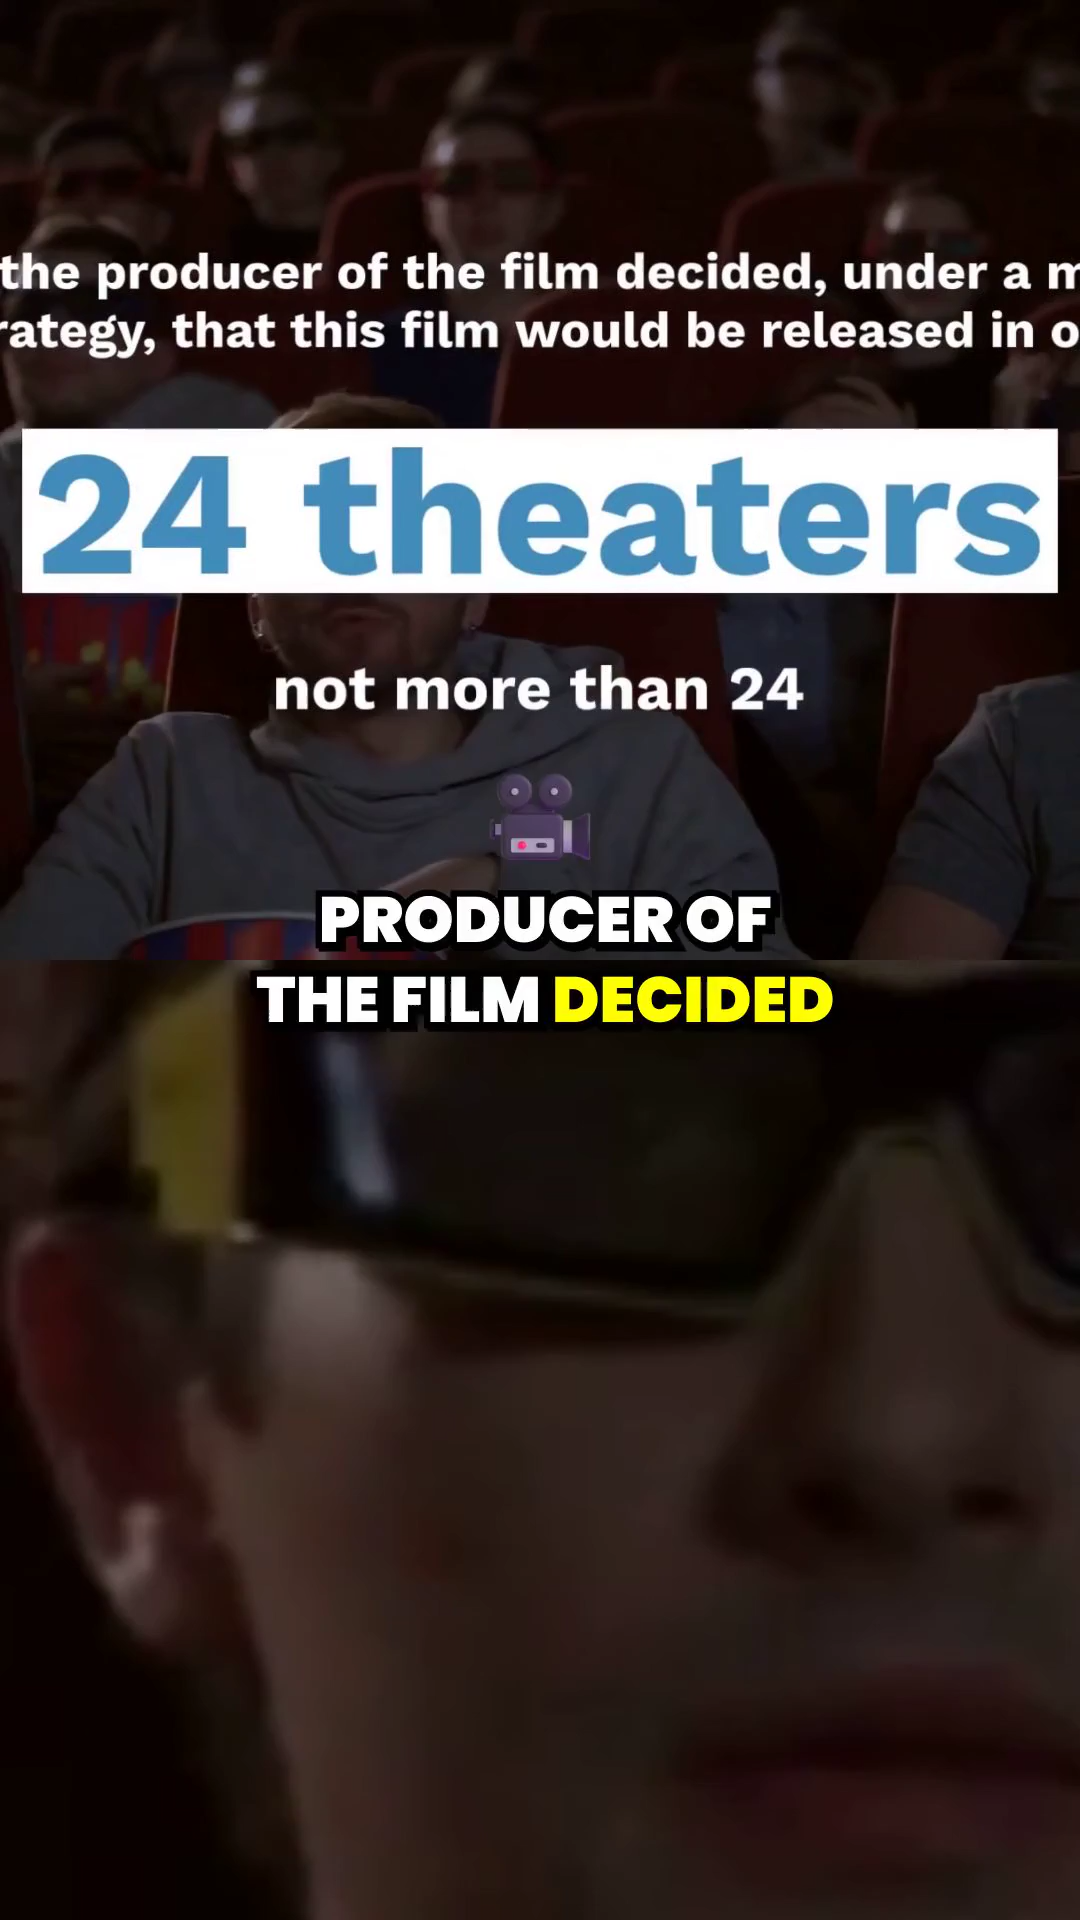 the producer of the film decided, under a m
rategy, that this film would be released in o
24 theaters
not more than 24
PRODUCER OF
THE FILM DECIDED